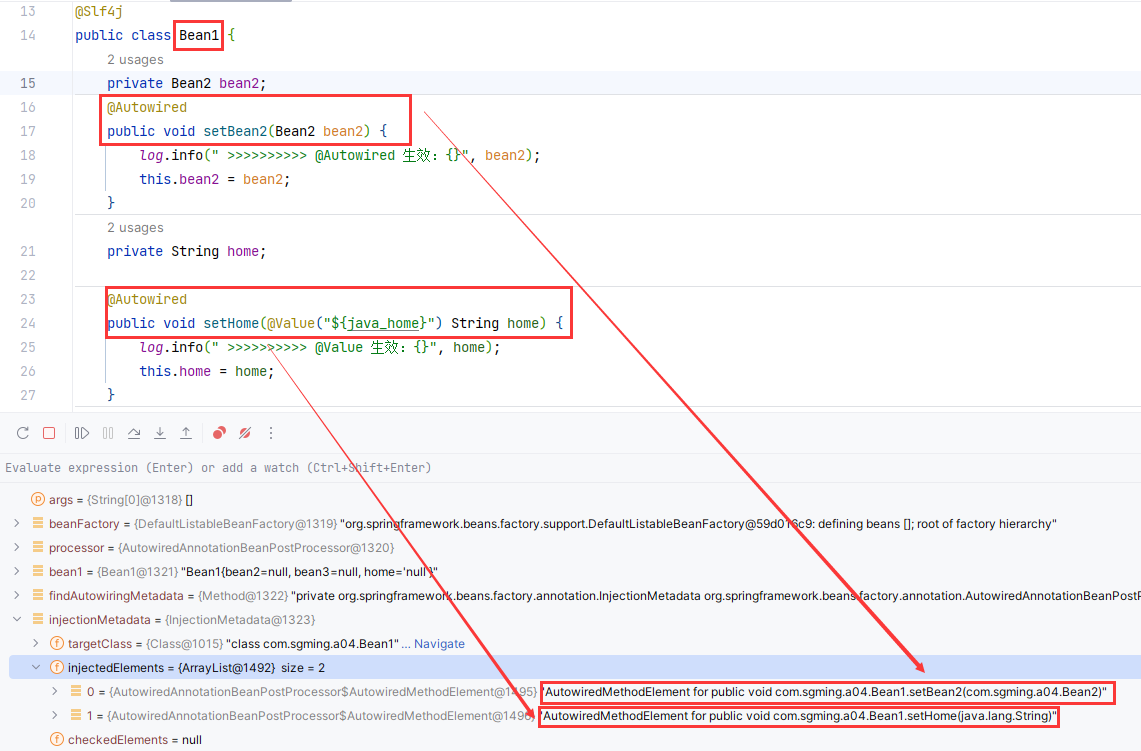 13 @Slf4j
14 public class Bean1 {
2 usages
15 private Bean2 bean2;
16 @Autowired
17 public void setBean2(Bean2 bean2) {
18 log.info(" >>>>>>>>>> @Autowired 生效: {}", bean2);
19 this.bean2 = bean2;
20 }
2 usages
21 private String home;
22
23 @Autowired
24 public void setHome(@Value("${java_home}") String home) {
25 log.info(" >>>>>>>>>> @Value 生效: {}", home);
26 this.home = home;
27 }
Evaluate expression (Enter) or add a watch (Ctrl+Shift+Enter)
args = {String[0]@1318} []
beanFactory = {DefaultListableBeanFactory@1319} "org.springframework.beans.factory.support.DefaultListableBeanFactory@59d016c9: defining beans []; root of factory hierarchy"
processor = {AutowiredAnnotationBeanPostProcessor@1320}
bean1 = {Bean1@1321} "Bean1{bean2=null, bean3=null, home='null'}"
findAutowiringMetadata = {Method@1322} "private org.springframework.beans.factory.annotation.InjectionMetadata org.springframework.beans.factory.annotation.AutowiredAnnotationBeanPostP
injectionMetadata = {InjectionMetadata@1323}
targetClass = {Class@1015} "class com.sgming.a04.Bean1" ... Navigate
injectedElements = {ArrayList@1492} size = 2
0 = {AutowiredAnnotationBeanPostProcessor$AutowiredMethodElement@1495} "AutowiredMethodElement for public void com.sgming.a04.Bean1.setBean2(com.sgming.a04.Bean2)"
1 = {AutowiredAnnotationBeanPostProcessor$AutowiredMethodElement@1496} "AutowiredMethodElement for public void com.sgming.a04.Bean1.setHome(java.lang.String)"
checkedElements = null